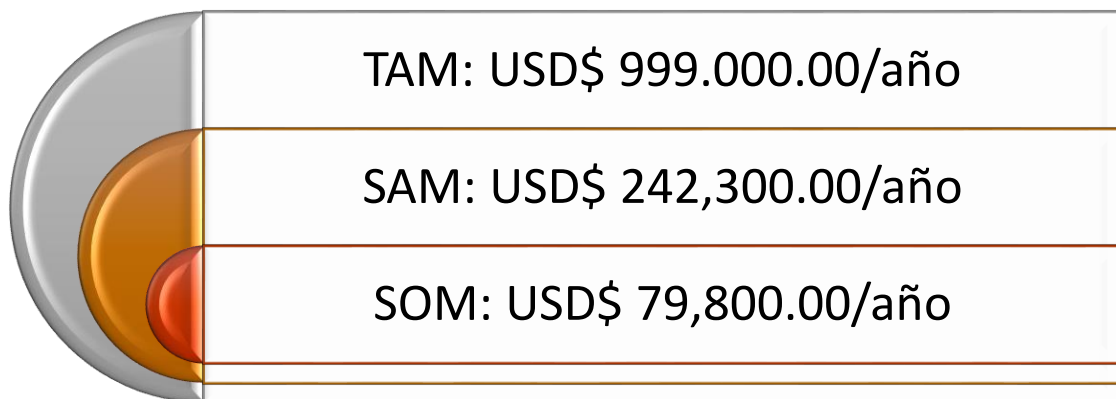 TAM: USD$ 999.000.00/año
SAM: USD$ 242,300.00/año
SOM: USD$ 79,800.00/año